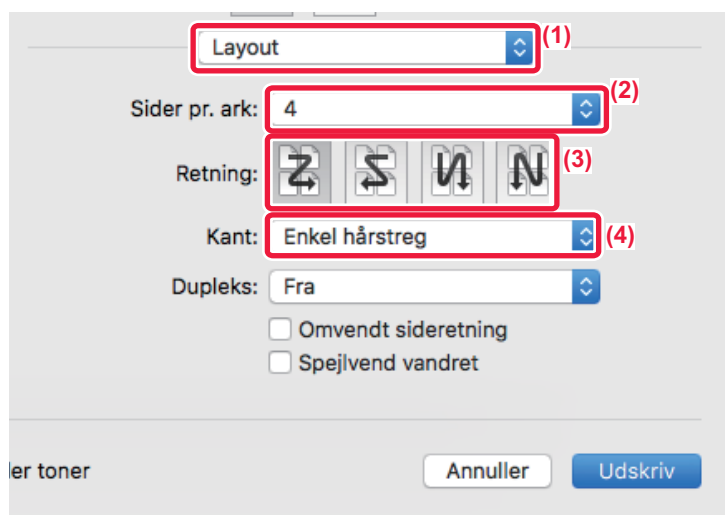 Layout (1)
Sider pr. ark: 4 (2)
Retning: (3)
Kant: Enkel hårstreg (4)
Dupleks: Fra
Omvendt sideretning
Spejlvend vandret
ler toner Annuller Udskriv